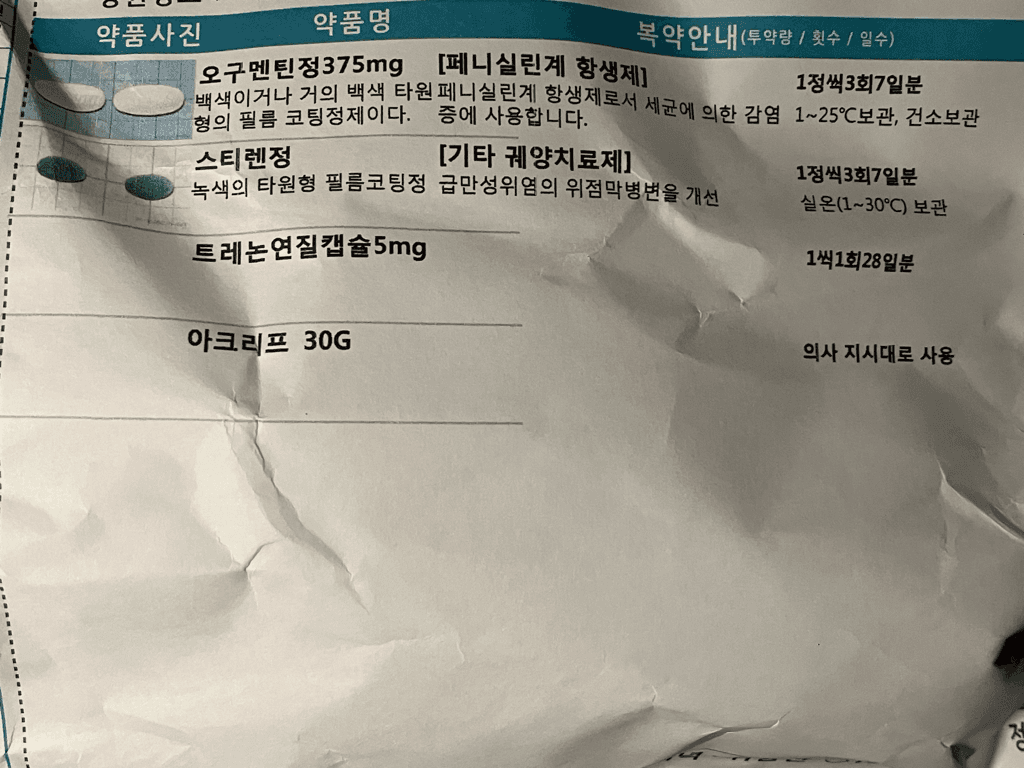 약품사진 약품명 복약안내(투약량 / 횟수 / 일수)
오구멘틴정375mg [페니실린계 항생제] 1정씩3회7일분
백색이거나 거의 백색 타원 페니실린계 항생제로서 세균에 의한 감염 1~25℃보관, 건소보관
형의 필름 코팅정제이다. 증에 사용합니다.
스티렌정 [기타 궤양치료제] 1정씩3회7일분
녹색의 타원형 필름코팅정 급만성위염의 위점막병변을 개선 실온(1~30℃) 보관
트레논연질캡슐5mg 1씩1회28일분
아크리프 30G 의사 지시대로 사용